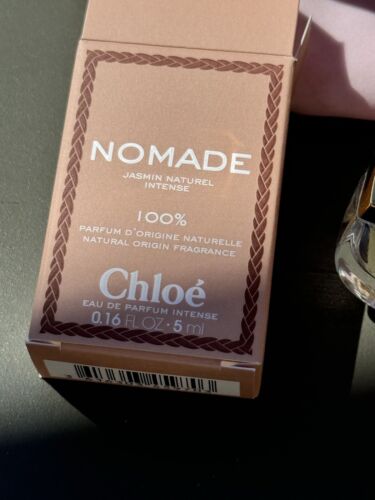 NOMADE
JASMIN NATUREL
INTENSE
100%
PARFUM D'ORIGINE NATURELLE
NATURAL ORIGIN FRAGRANCE
Chloé
EAU DE PARFUM INTENSE
0.16 FL OZ · 5 ml